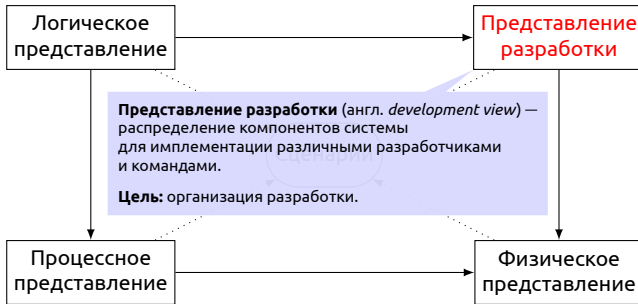 Логическое
представление
Представление
разработки
Представление разработки (англ. development view) —
распределение компонентов системы
для имплементации различными разработчиками
и командами.
Сценарии
Цель: организация разработки.
Процессное
представление
Физическое
представление